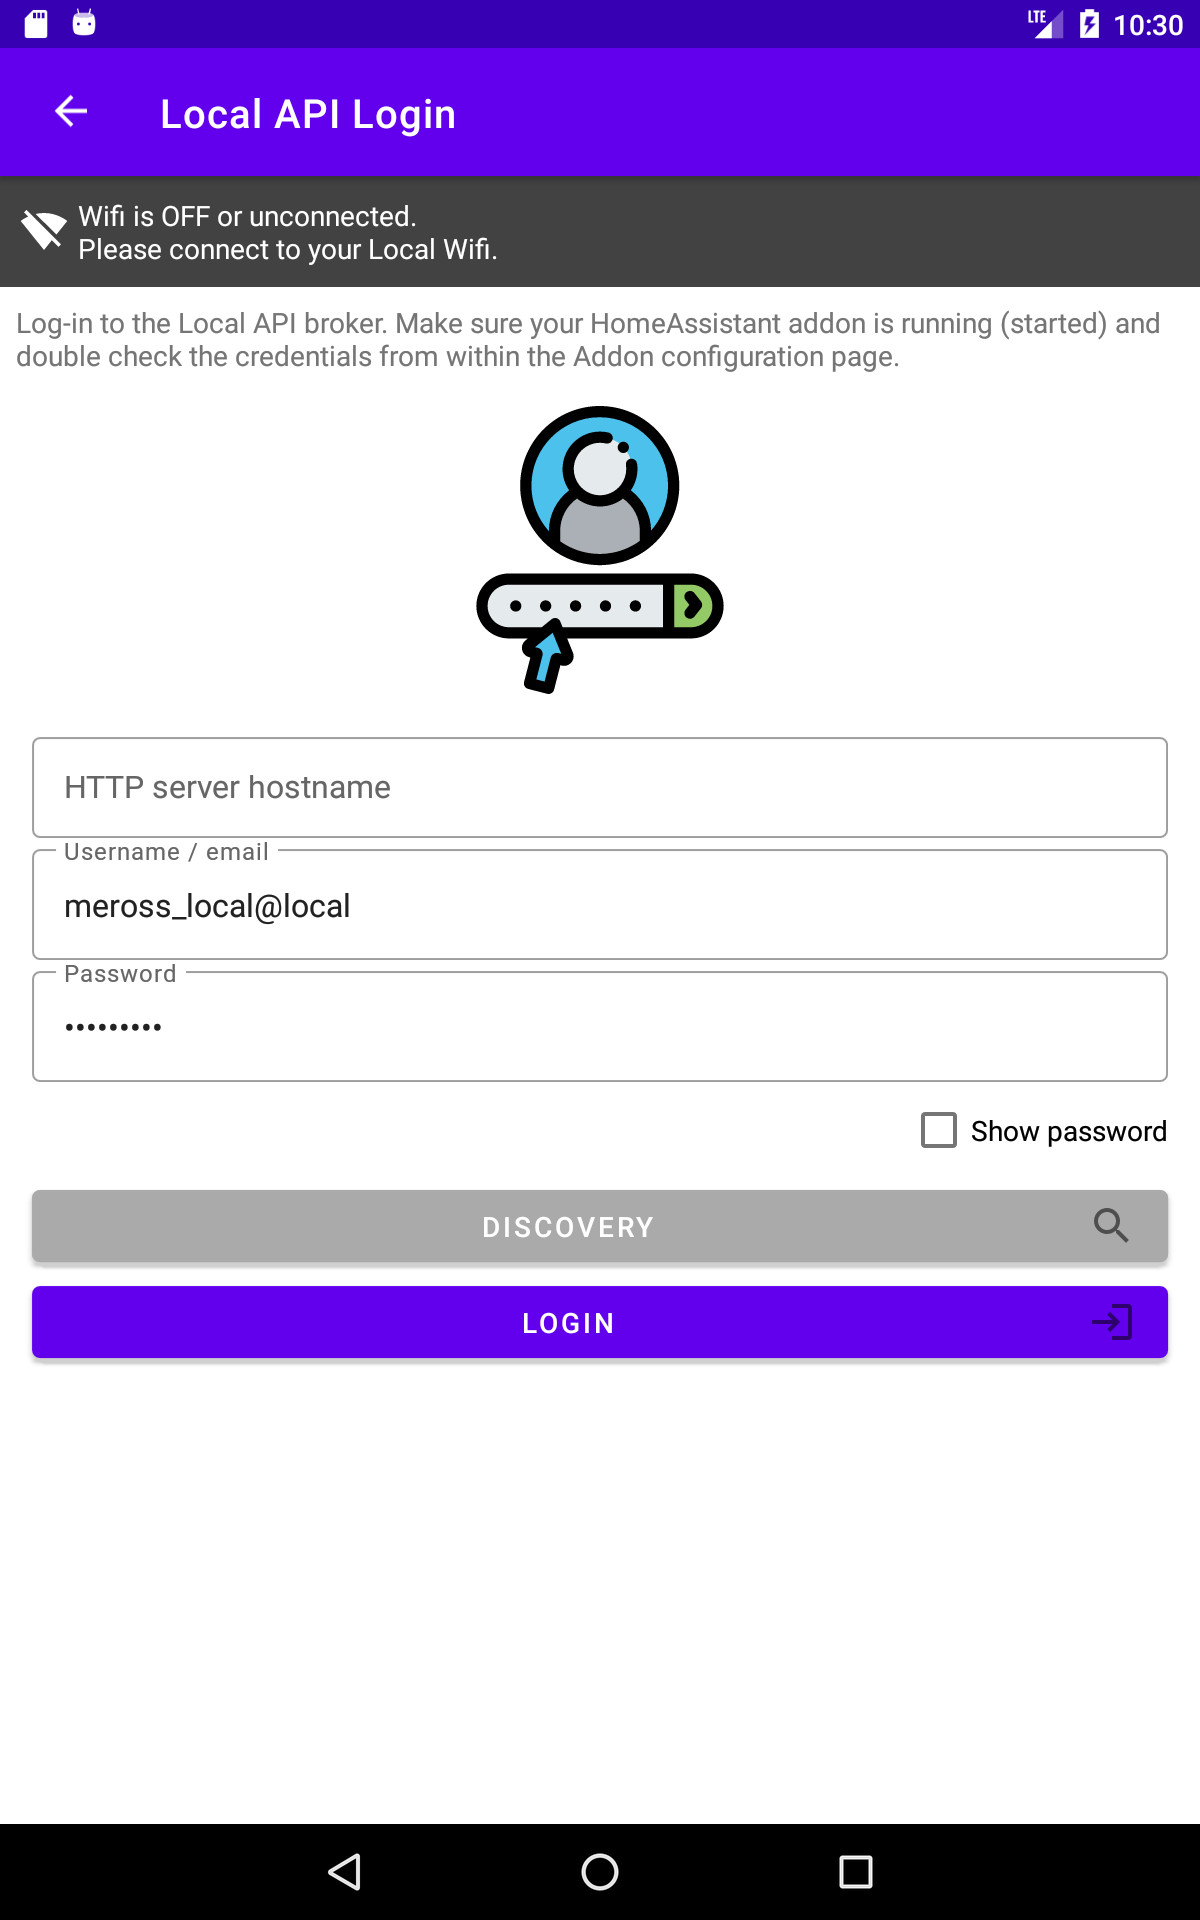 LTE 10:30
Local API Login
Wifi is OFF or unconnected.
Please connect to your Local Wifi.
Log-in to the Local API broker. Make sure your HomeAssistant addon is running (started) and
double check the credentials from within the Addon configuration page.
HTTP server hostname
Username / email
meross_local@local
Password
•••••••••
Show password
DISCOVERY
LOGIN